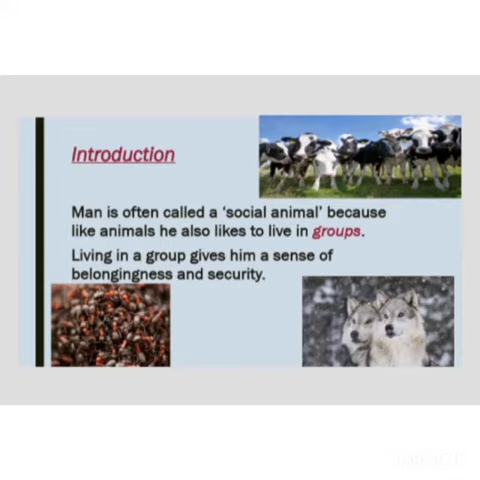 Introduction
Man is often called a ‘social animal’ because
like animals he also likes to live in groups.
Living in a group gives him a sense of
belongingness and security.